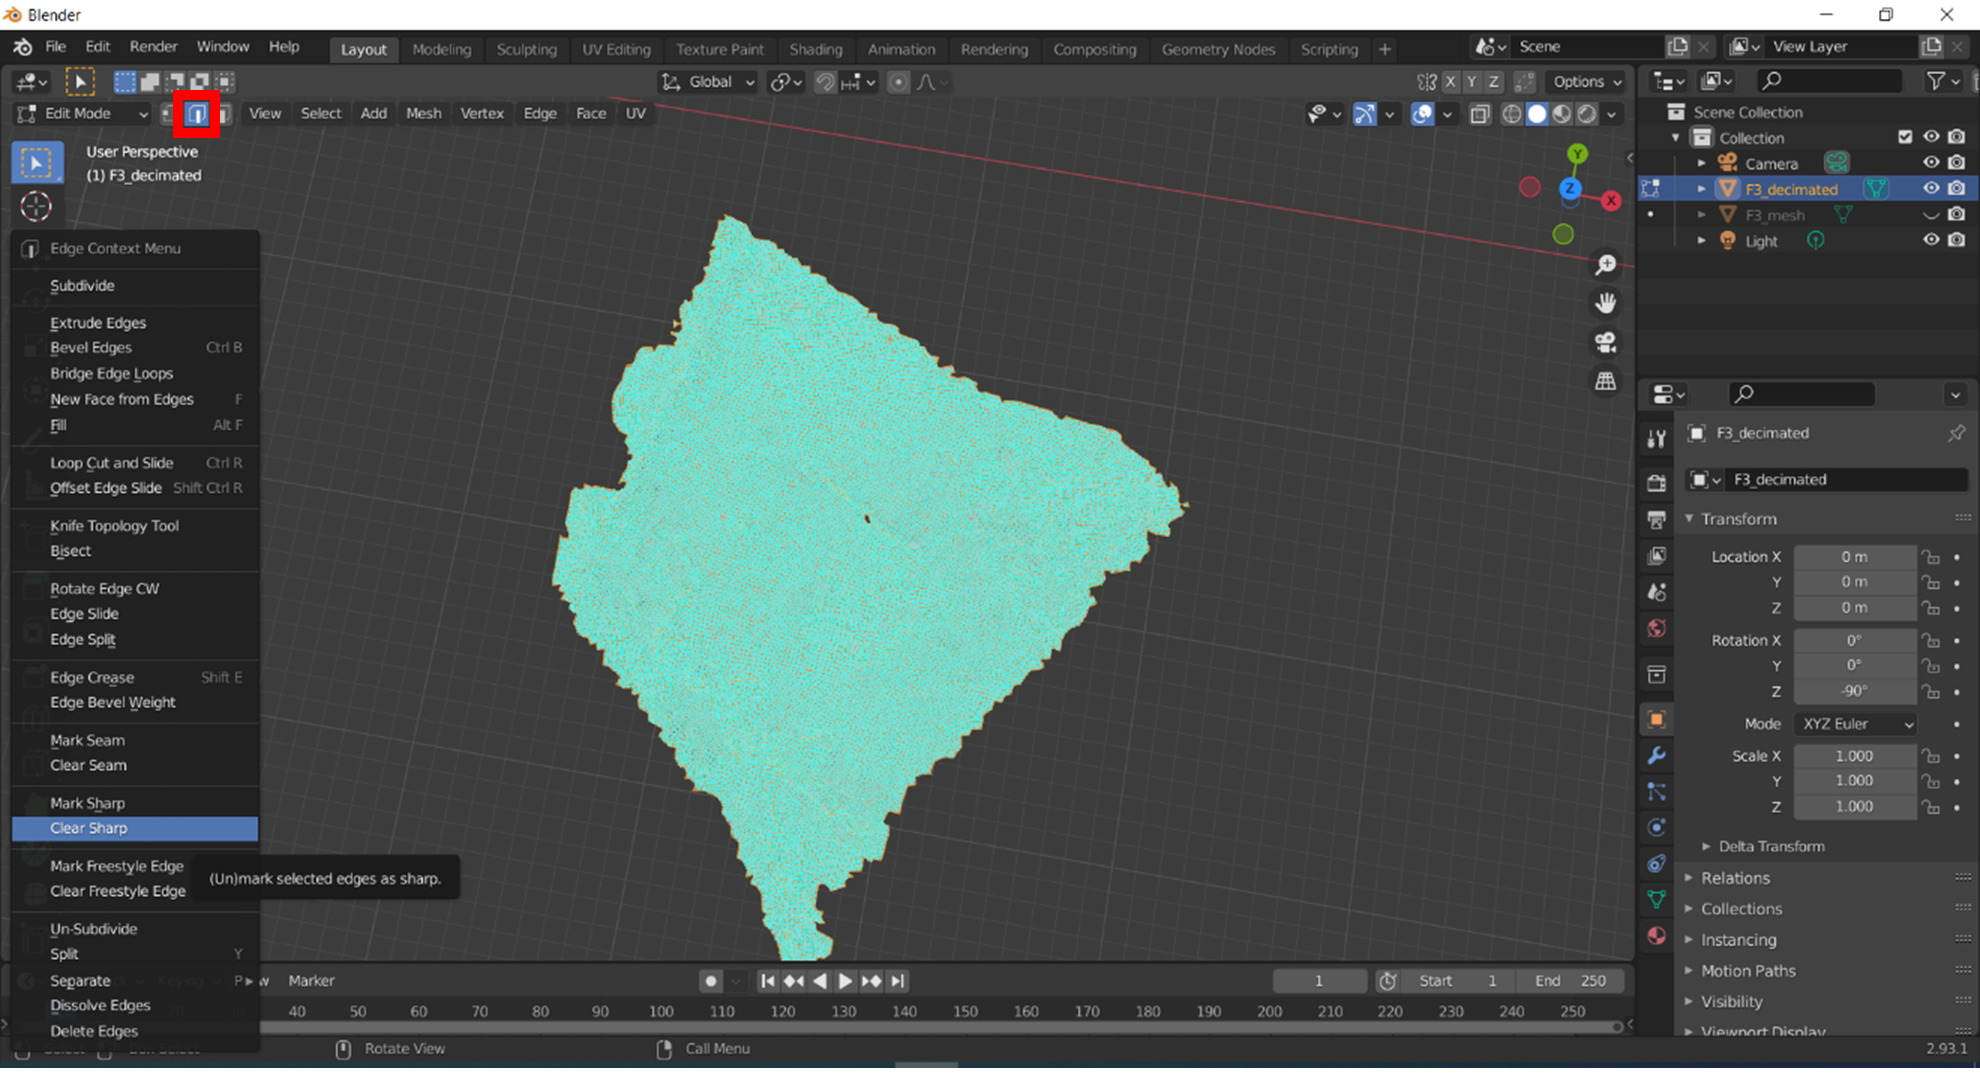 Blender
File Edit Render Window Help
Layout Modeling Sculpting UV Editing Texture Paint Shading Animation Rendering Compositing Geometry Nodes Scripting +
Scene
View Layer
Global
X Y Z
Options
Edit Mode
View Select Add Mesh Vertex Edge Face UV
User Perspective
(1) F3_decimated
Y
Z
X
Edge Context Menu
Subdivide
Extrude Edges
Bevel Edges Ctrl B
Bridge Edge Loops
New Face from Edges F
Fill Alt F
Loop Cut and Slide Ctrl R
Offset Edge Slide Shift Ctrl R
Knife Topology Tool
Bisect
Rotate Edge CW
Edge Slide
Edge Split
Edge Crease Shift E
Edge Bevel Weight
Mark Seam
Clear Seam
Mark Sharp
Clear Sharp
Mark Freestyle Edge
Clear Freestyle Edge
(Un)mark selected edges as sharp.
Un-Subdivide
Split Y
Separate P
Dissolve Edges
Delete Edges
Scene Collection
Collection
Camera
F3_decimated
F3_mesh
Light
F3_decimated
F3_decimated
Transform
Location X 0 m
Y 0 m
Z 0 m
Rotation X 0°
Y 0°
Z -90°
Mode XYZ Euler
Scale X 1.000
Y 1.000
Z 1.000
Delta Transform
Relations
Collections
Instancing
Motion Paths
Visibility
Viewport Display
Marker
1
Start 1
End 250
40 50 60 70 80 90 100 110 120 130 140 150 160 170 180 190 200 210 220 230 240 250
Rotate View
Call Menu
2.93.1